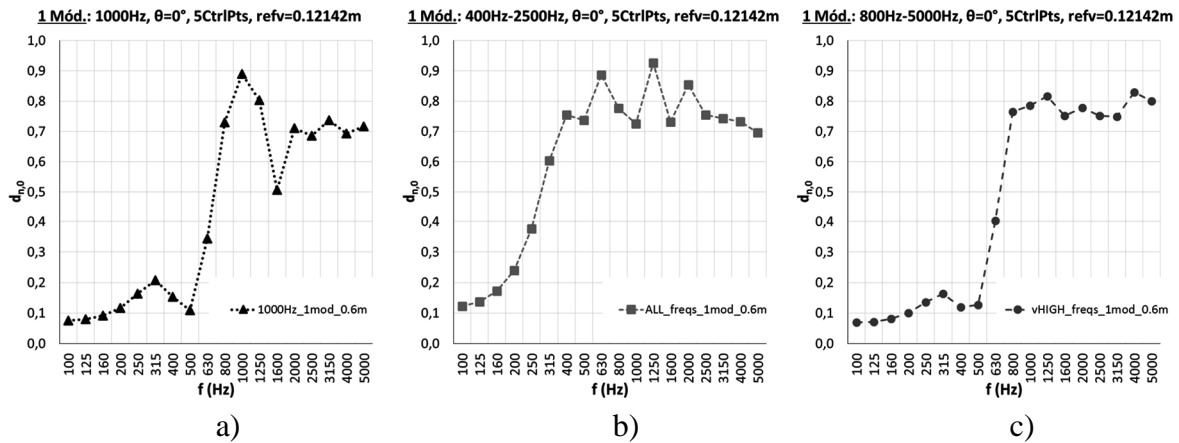 1 Mód.: 1000Hz, θ=0°, 5CtrlPts, refv=0.12142m
1,0
0,9
0,8
0,7
0,6
0,5
0,4
0,3
0,2
0,1
0,0
dn,0
1000Hz_1mod_0.6m
100 125 160 200 250 315 400 500 630 800 1000 1250 1600 2000 2500 3150 4000 5000
f (Hz)
a)
1 Mód.: 400Hz-2500Hz, θ=0°, 5CtrlPts, refv=0.12142m
1,0
0,9
0,8
0,7
0,6
0,5
0,4
0,3
0,2
0,1
0,0
dn,0
ALL_freqs_1mod_0.6m
100 125 160 200 250 315 400 500 630 800 1000 1250 1600 2000 2500 3150 4000 5000
f (Hz)
b)
1 Mód.: 800Hz-5000Hz, θ=0°, 5CtrlPts, refv=0.12142m
1,0
0,9
0,8
0,7
0,6
0,5
0,4
0,3
0,2
0,1
0,0
dn,0
vHIGH_freqs_1mod_0.6m
100 125 160 200 250 315 400 500 630 800 1000 1250 1600 2000 2500 3150 4000 5000
f (Hz)
c)